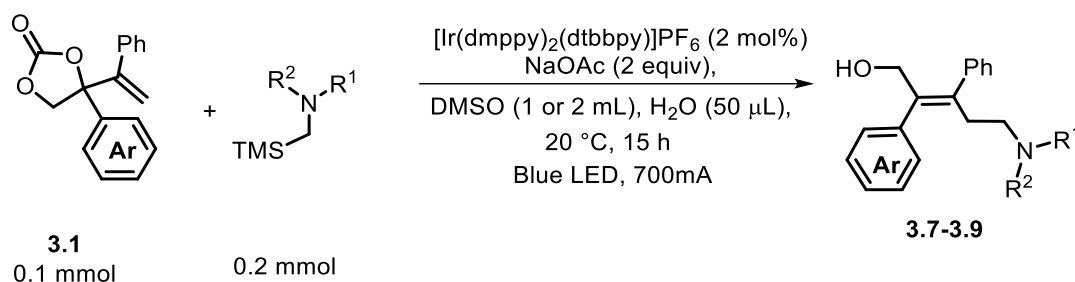 O
O
O
Ph
Ar
3.1
0.1 mmol
+
R²
N
R¹
TMS
0.2 mmol
[Ir(dmppy)₂(dtbbpy)]PF₆ (2 mol%)
NaOAc (2 equiv),
DMSO (1 or 2 mL), H₂O (50 μL),
20 °C, 15 h
Blue LED, 700mA
HO
Ph
Ar
N
R¹
R²
3.7-3.9